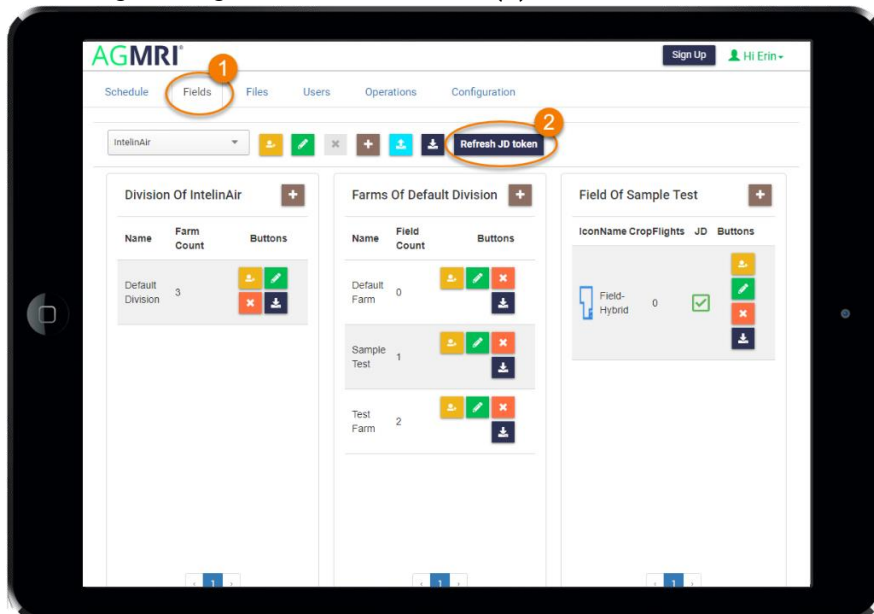 AGMRI®
Sign Up
Hi Erin
1
Schedule Fields Files Users Operations Configuration
2
IntelinAir
Refresh JD token
Division Of IntelinAir
Name Farm Count Buttons
Default Division 3
Farms Of Default Division
Name Field Count Buttons
Default Farm 0
Sample Test 1
Test Farm 2
Field Of Sample Test
IconName CropFlights JD Buttons
Field-Hybrid 0
1
1
1